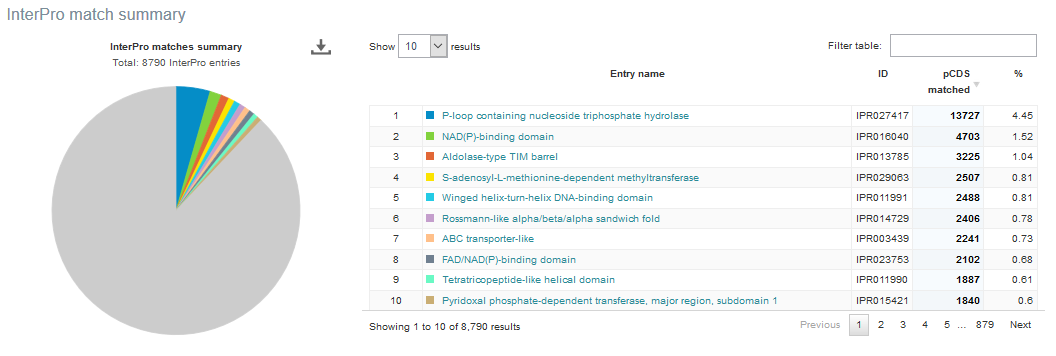 InterPro match summary
InterPro matches summary
Total: 8790 InterPro entries
Show 10 results
Filter table:
Entry name ID pCDS matched %
1 P-loop containing nucleoside triphosphate hydrolase IPR027417 13727 4.45
2 NAD(P)-binding domain IPR016040 4703 1.52
3 Aldolase-type TIM barrel IPR013785 3225 1.04
4 S-adenosyl-L-methionine-dependent methyltransferase IPR029063 2507 0.81
5 Winged helix-turn-helix DNA-binding domain IPR011991 2488 0.81
6 Rossmann-like alpha/beta/alpha sandwich fold IPR014729 2406 0.78
7 ABC transporter-like IPR003439 2241 0.73
8 FAD/NAD(P)-binding domain IPR023753 2102 0.68
9 Tetratricopeptide-like helical domain IPR011990 1887 0.61
10 Pyridoxal phosphate-dependent transferase, major region, subdomain 1 IPR015421 1840 0.6
Showing 1 to 10 of 8,790 results
Previous 1 2 3 4 5 ... 879 Next